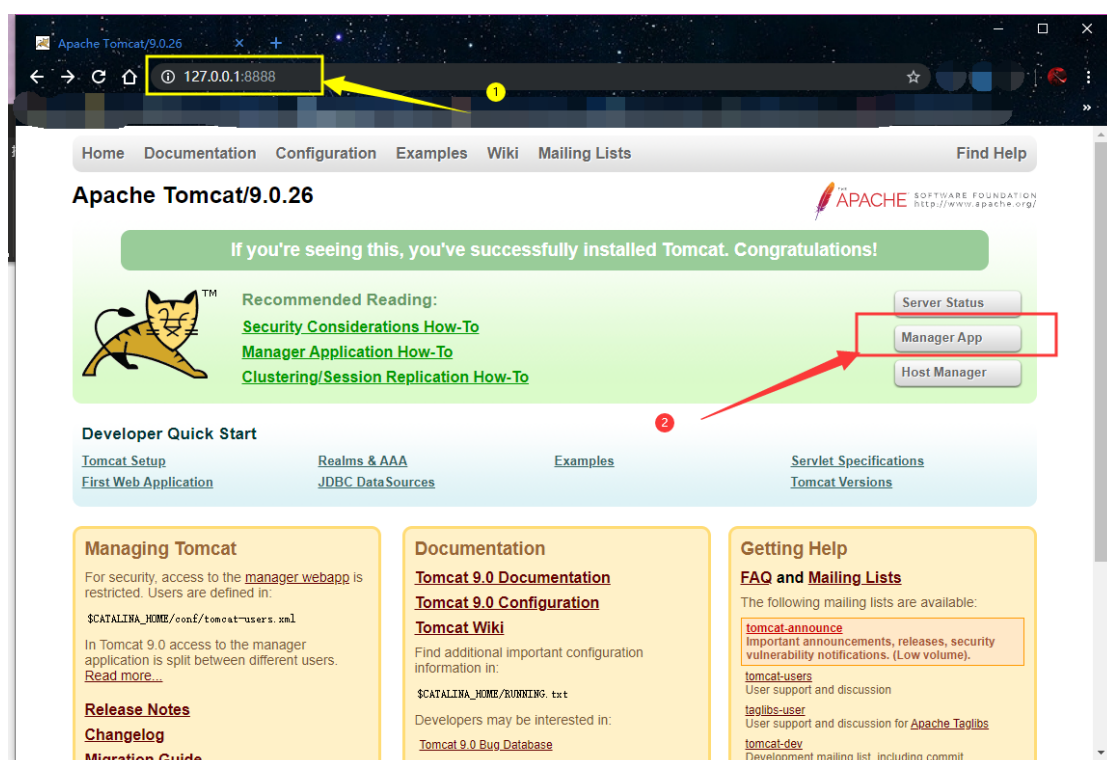 Apache Tomcat/9.0.26
127.0.0.1:8888
1
Home Documentation Configuration Examples Wiki Mailing Lists Find Help
Apache Tomcat/9.0.26
THE
APACHE SOFTWARE FOUNDATION
http://www.apache.org/
If you're seeing this, you've successfully installed Tomcat. Congratulations!
TM
Recommended Reading:
Security Considerations How-To
Manager Application How-To
Clustering/Session Replication How-To
Server Status
Manager App
Host Manager
2
Developer Quick Start
Tomcat Setup
First Web Application
Realms & AAA
JDBC DataSources
Examples
Servlet Specifications
Tomcat Versions
Managing Tomcat
For security, access to the manager webapp is
restricted. Users are defined in:
$CATALINA_HOME/conf/tomcat-users.xml
In Tomcat 9.0 access to the manager
application is split between different users.
Read more...
Release Notes
Changelog
Migration Guide
Documentation
Tomcat 9.0 Documentation
Tomcat 9.0 Configuration
Tomcat Wiki
Find additional important configuration
information in:
$CATALINA_HOME/RUNNING.txt
Developers may be interested in:
Tomcat 9.0 Bug Database
Getting Help
FAQ and Mailing Lists
The following mailing lists are available:
tomcat-announce
Important announcements, releases, security
vulnerability notifications. (Low volume).
tomcat-users
User support and discussion
taglibs-user
User support and discussion for Apache Taglibs
tomcat-dev
Development mailing list, including commit